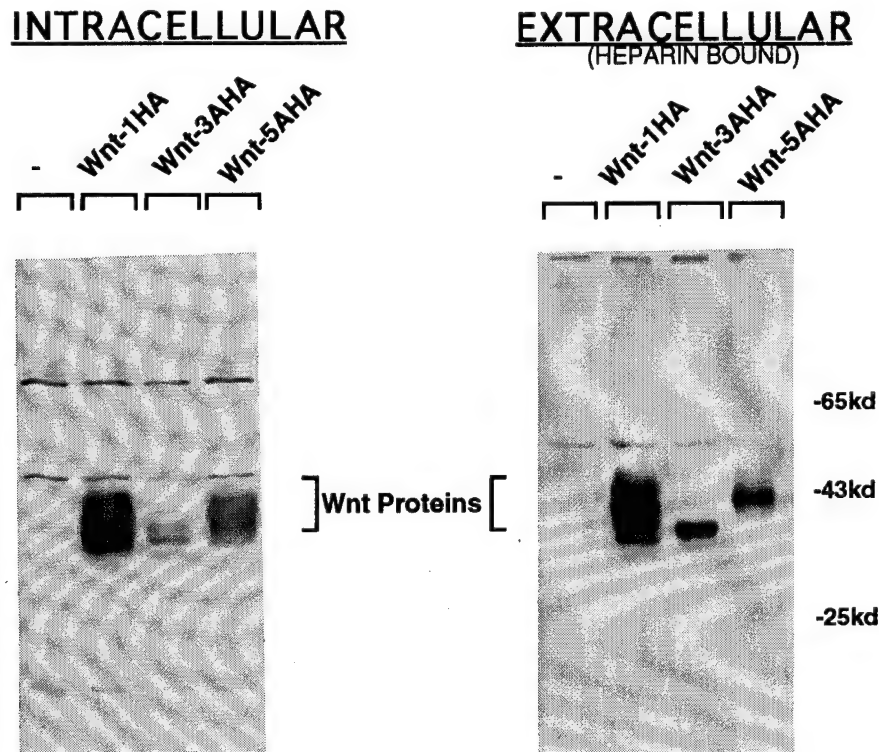 INTRACELLULAR
- Wnt-1HA Wnt-3AHA Wnt-5AHA
EXTRACELLULAR
(HEPARIN BOUND)
- Wnt-1HA Wnt-3AHA Wnt-5AHA
Wnt Proteins
-65kd
-43kd
-25kd